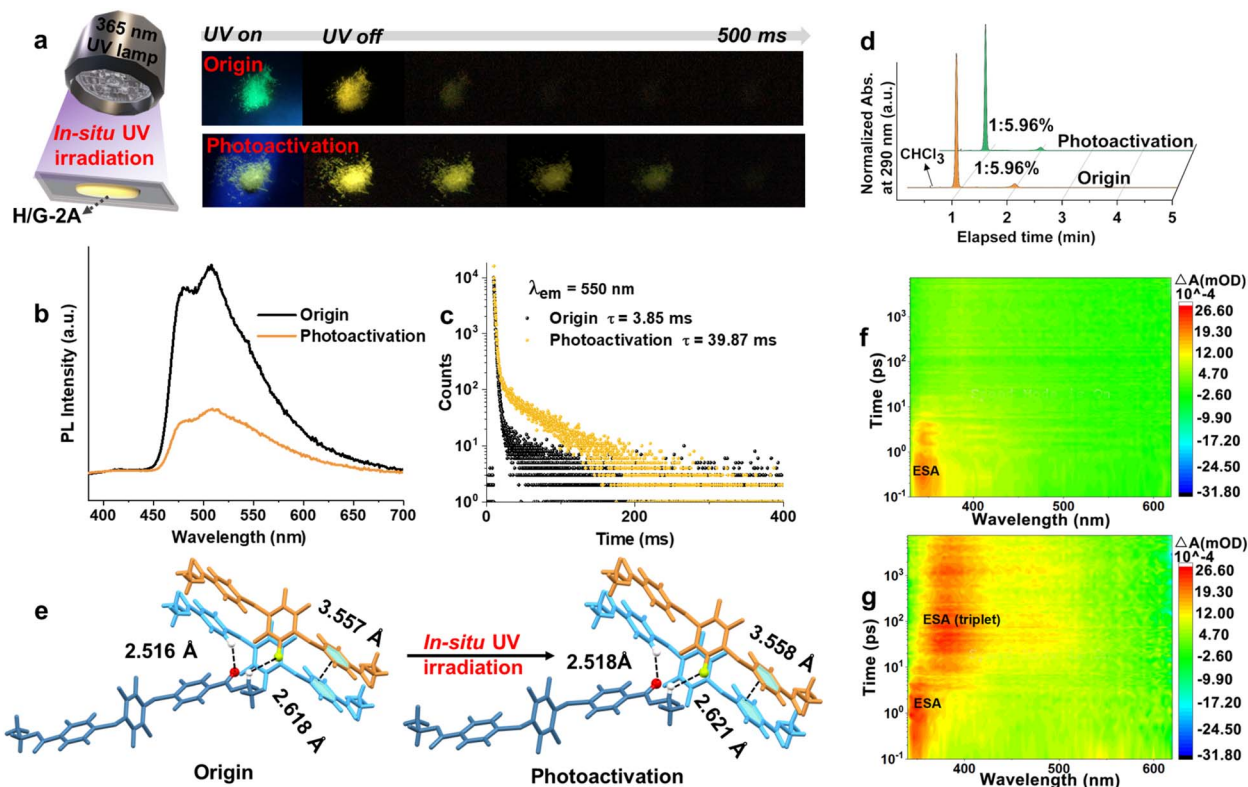 a
365 nm
UV lamp
In-situ UV
irradiation
H/G-2A
UV on UV off 500 ms
Origin
Photoactivation
d
Normalized Abs.
at 290 nm (a.u.)
1:5.96%
Photoactivation
CHCl3
1:5.96%
Origin
1 2 3 4 5
Elapsed time (min)
b
PL Intensity (a.u.)
Origin
Photoactivation
400 450 500 550 600 650 700
Wavelength (nm)
c
Counts
10^4
10^3
10^2
10^1
10^0
λem = 550 nm
Origin τ = 3.85 ms
Photoactivation τ = 39.87 ms
0 200 400
Time (ms)
e
2.516 Å
3.557 Å
2.618 Å
Origin
In-situ UV
irradiation
2.518Å
3.558 Å
2.621 Å
Photoactivation
f
Time (ps)
10^3
10^2
10^1
10^0
10^-1
ESA
400 500 600
Wavelength (nm)
△A(mOD)
10^-4
26.60
19.30
12.00
4.70
-2.60
-9.90
-17.20
-24.50
-31.80
g
Time (ps)
10^3
10^2
10^1
10^0
10^-1
ESA (triplet)
ESA
400 500 600
Wavelength (nm)
△A(mOD)
10^-4
26.60
19.30
12.00
4.70
-2.60
-9.90
-17.20
-24.50
-31.80